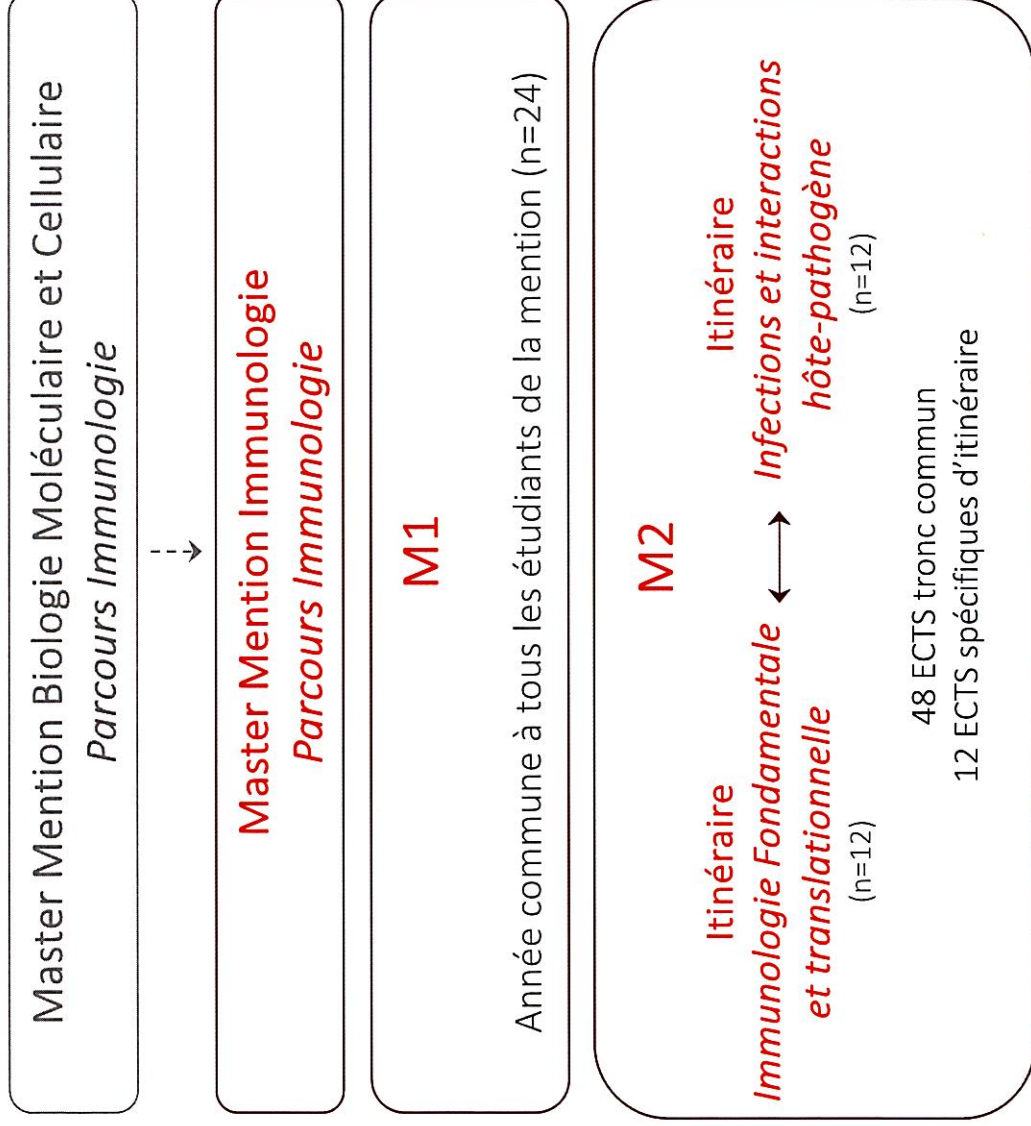 Master Mention Biologie Moléculaire et Cellulaire
Parcours Immunologie
Master Mention Immunologie
Parcours Immunologie
M1
Année commune à tous les étudiants de la mention (n=24)
M2
Itinéraire
Immunologie Fondamentale
et translationnelle
(n=12)
Itinéraire
Infections et interactions
hôte-pathogène
(n=12)
48 ECTS tronc commun
12 ECTS spécifiques d'itinéraire